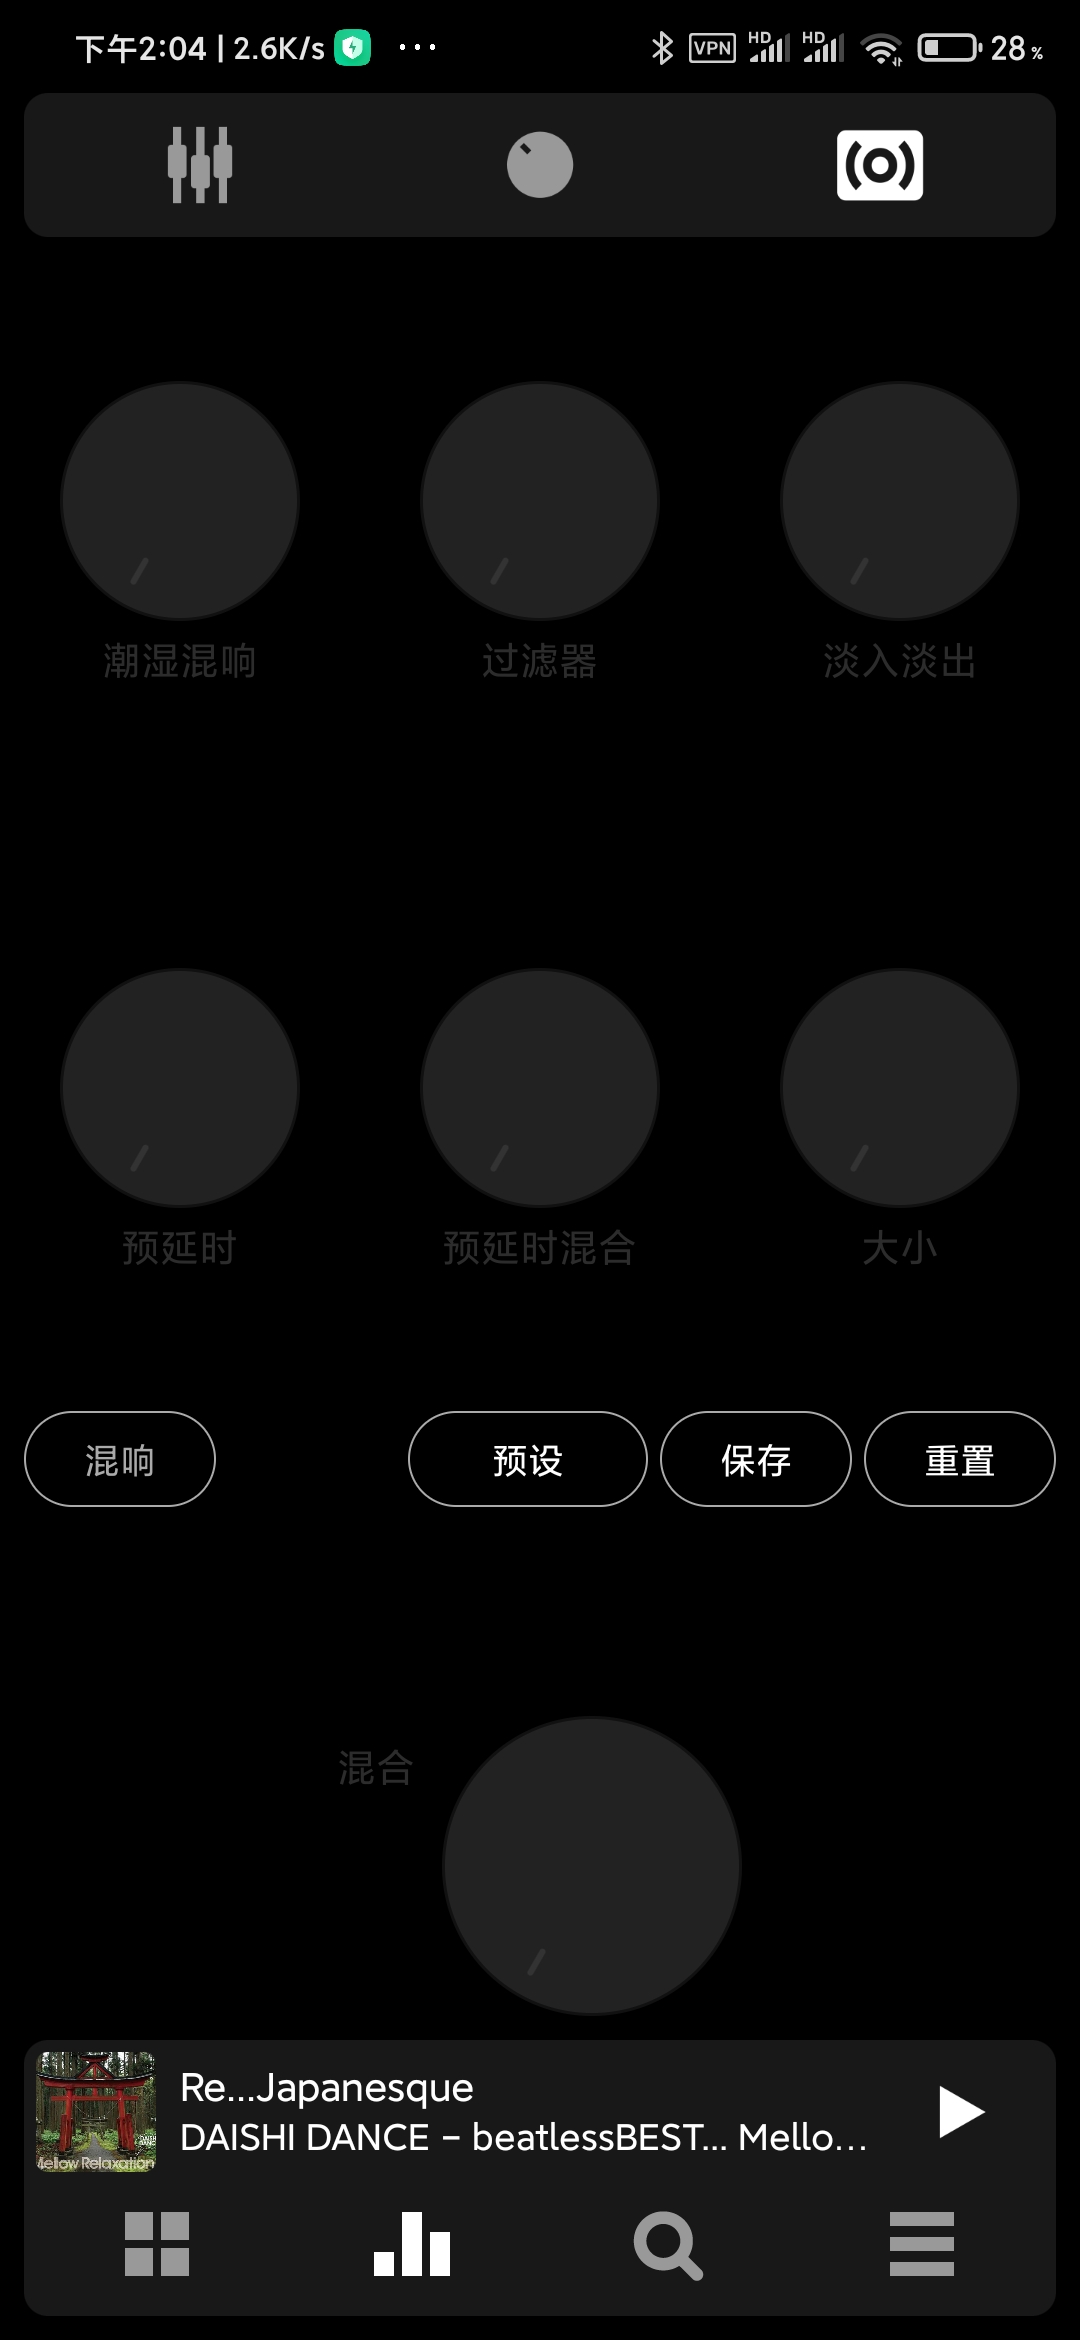 下午2:04 | 2.6K/s ... VPN HD HD 28 %
潮湿混响 过滤器 淡入淡出
预延时 预延时混合 大小
混响 预设 保存 重置
混合
Re...Japanesque
DAISHI DANCE - beatlessBEST... Mello...
Mellow Relaxation